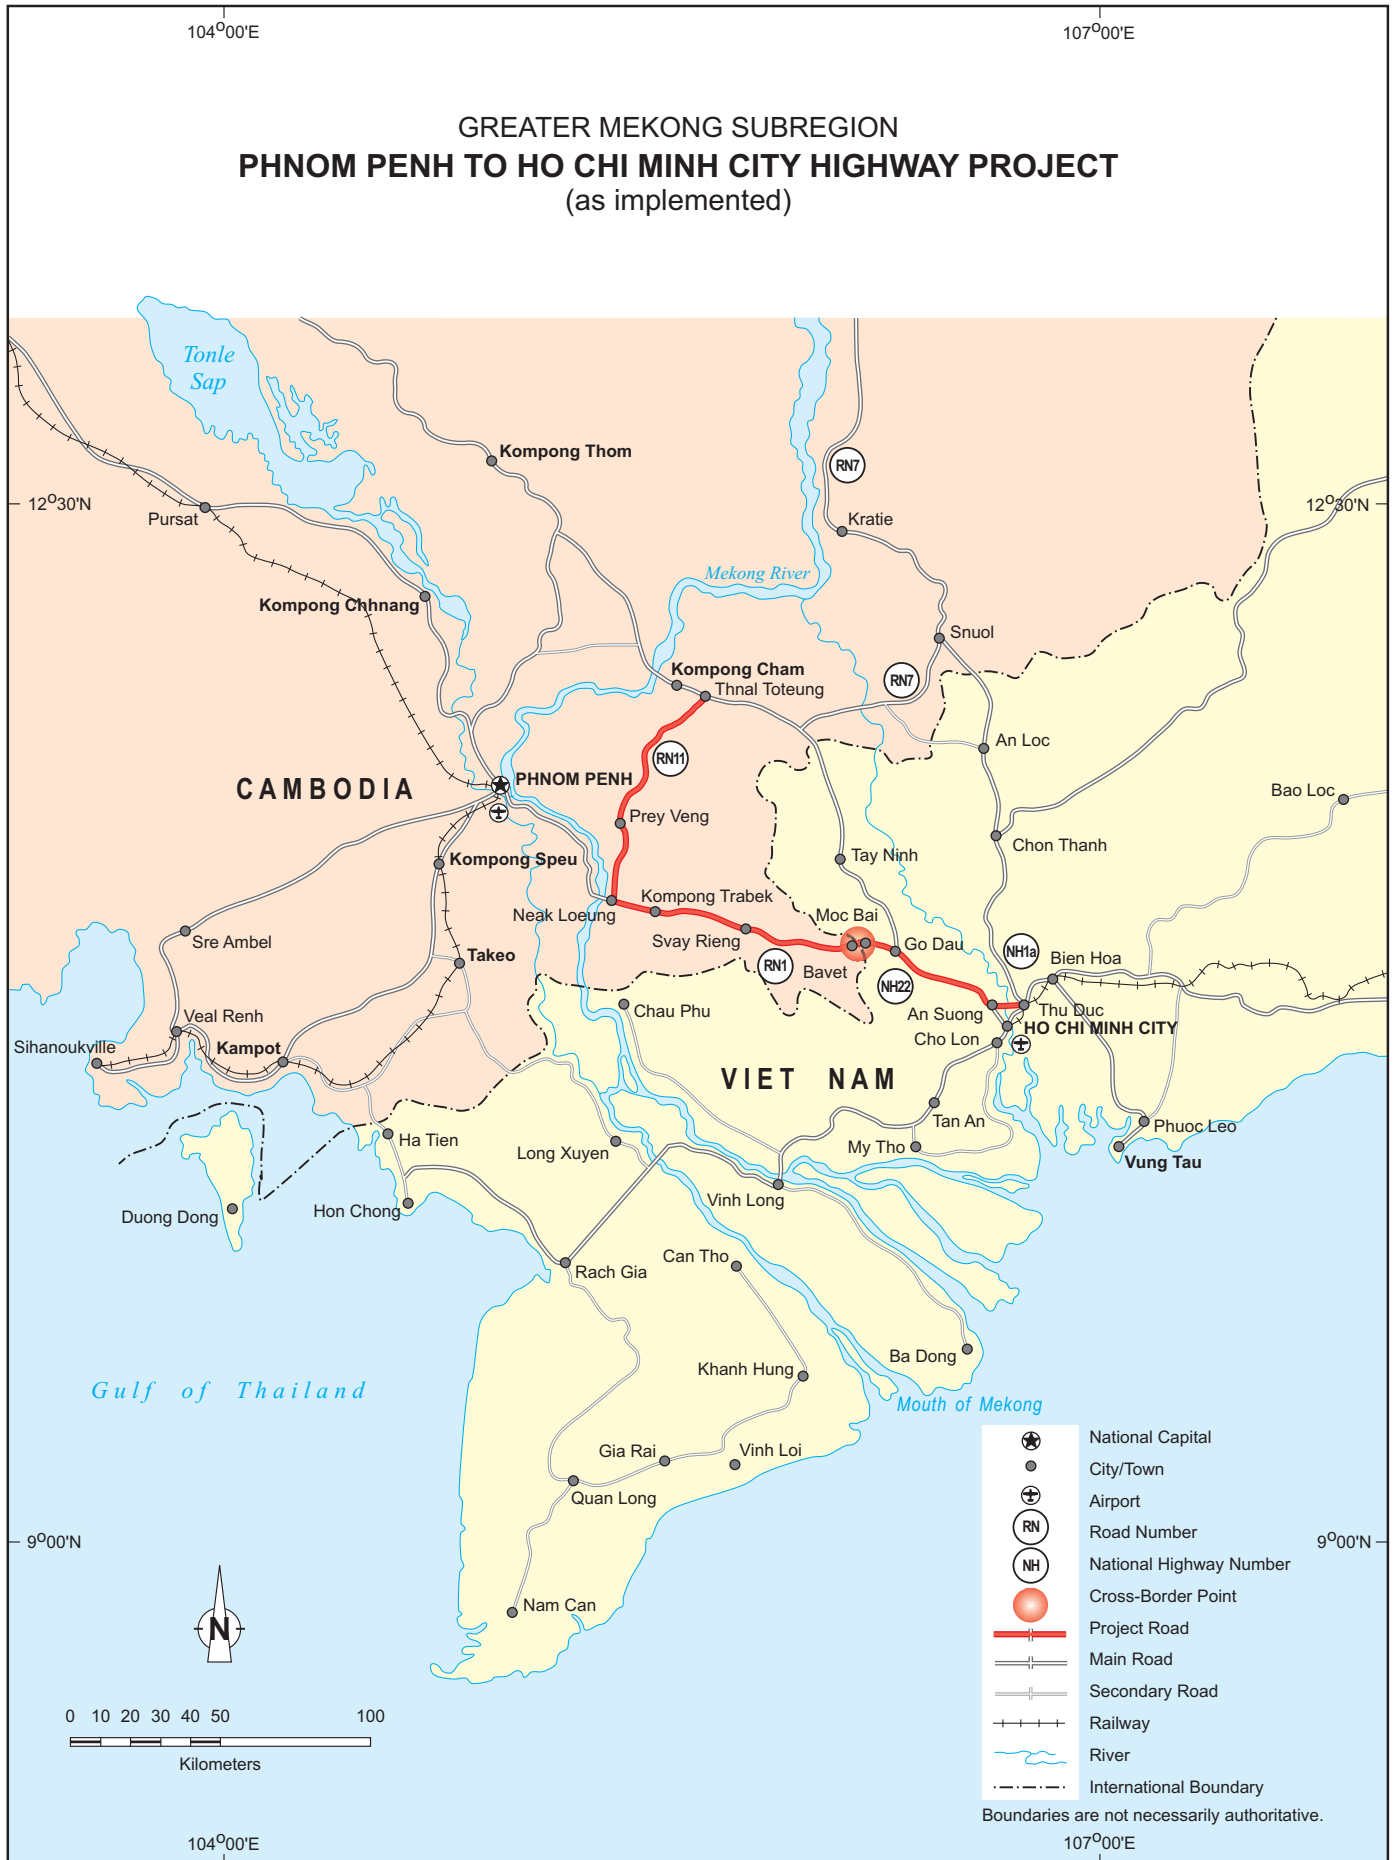 104°00'E
107°00'E
GREATER MEKONG SUBREGION
PHNOM PENH TO HO CHI MINH CITY HIGHWAY PROJECT
(as implemented)
Tonle
Sap
Kompong Thom
RN7
12°30'N
12°30'N
Pursat
Kratie
Mekong River
Kompong Chhnang
Snuol
Kompong Cham
RN7
Thnal Toteung
An Loc
RN11
CAMBODIA
PHNOM PENH
Bao Loc
Prey Veng
Chon Thanh
Tay Ninh
Kompong Speu
Kompong Trabek
Neak Loeung
Moc Bai
Sre Ambel
Svay Rieng
Go Dau
NH1a
Takeo
Bien Hoa
RN1
Bavet
NH22
Chau Phu
An Suong
Thu Duc
Veal Renh
HO CHI MINH CITY
Sihanoukville
Kampot
Cho Lon
VIET NAM
Tan An
Phuoc Leo
Ha Tien
Long Xuyen
My Tho
Vung Tau
Vinh Long
Duong Dong
Hon Chong
Can Tho
Rach Gia
Ba Dong
Khanh Hung
Gulf of Thailand
Mouth of Mekong
National Capital
Gia Rai
Vinh Loi
City/Town
Quan Long
Airport
RN
Road Number
9°00'N
9°00'N
NH
National Highway Number
Cross-Border Point
Nam Can
N
Project Road
Main Road
Secondary Road
0 10 20 30 40 50 100
Railway
River
Kilometers
International Boundary
Boundaries are not necessarily authoritative.
104°00'E
107°00'E